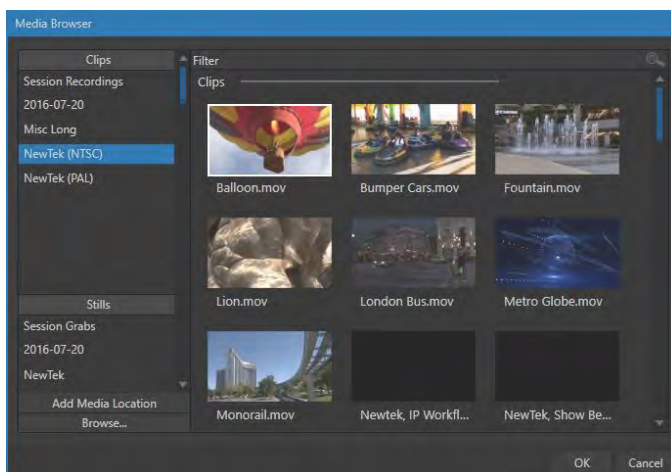 Media Browser
Clips
Session Recordings
2016-07-20
Misc Long
NewTek (NTSC)
NewTek (PAL)
Stills
Session Grabs
2016-07-20
NewTek
Add Media Location
Browse...
Filter
Clips
Balloon.mov
Bumper Cars.mov
Fountain.mov
Lion.mov
London Bus.mov
Metro Globe.mov
Monorail.mov
Newtek, IP Workfl...
NewTek, Show Be...
OK
Cancel